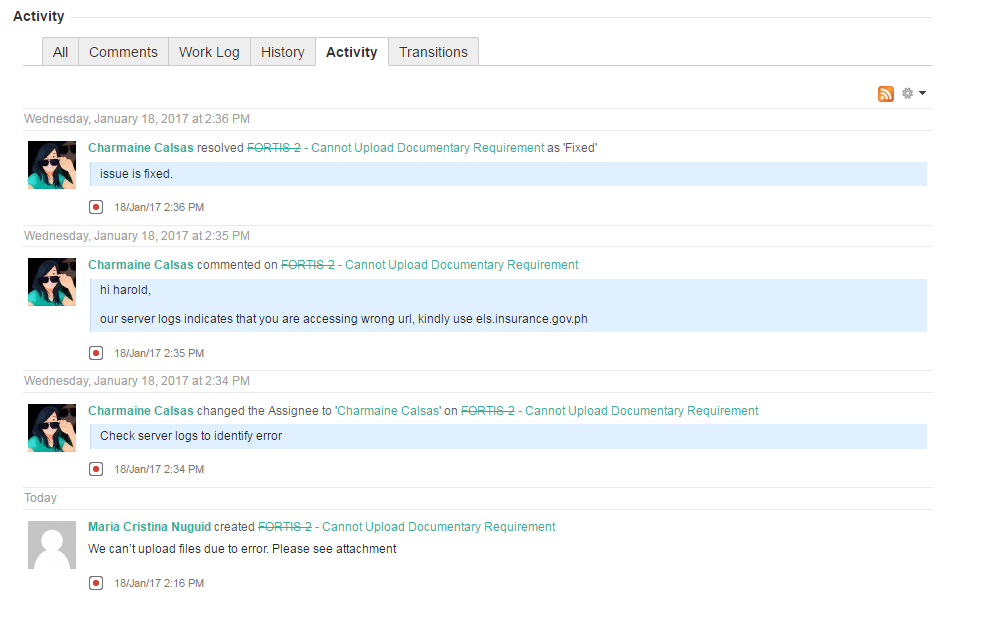 Activity
All Comments Work Log History Activity Transitions
Wednesday, January 18, 2017 at 2:36 PM
Charmaine Calsas resolved FORTIS-2 - Cannot Upload Documentary Requirement as 'Fixed'
issue is fixed.
18/Jan/17 2:36 PM
Wednesday, January 18, 2017 at 2:35 PM
Charmaine Calsas commented on FORTIS-2 - Cannot Upload Documentary Requirement
hi harold,
our server logs indicates that you are accessing wrong url, kindly use els.insurance.gov.ph
18/Jan/17 2:35 PM
Wednesday, January 18, 2017 at 2:34 PM
Charmaine Calsas changed the Assignee to 'Charmaine Calsas' on FORTIS-2 - Cannot Upload Documentary Requirement
Check server logs to identify error
18/Jan/17 2:34 PM
Today
Maria Cristina Nuguid created FORTIS-2 - Cannot Upload Documentary Requirement
We can't upload files due to error. Please see attachment
18/Jan/17 2:16 PM